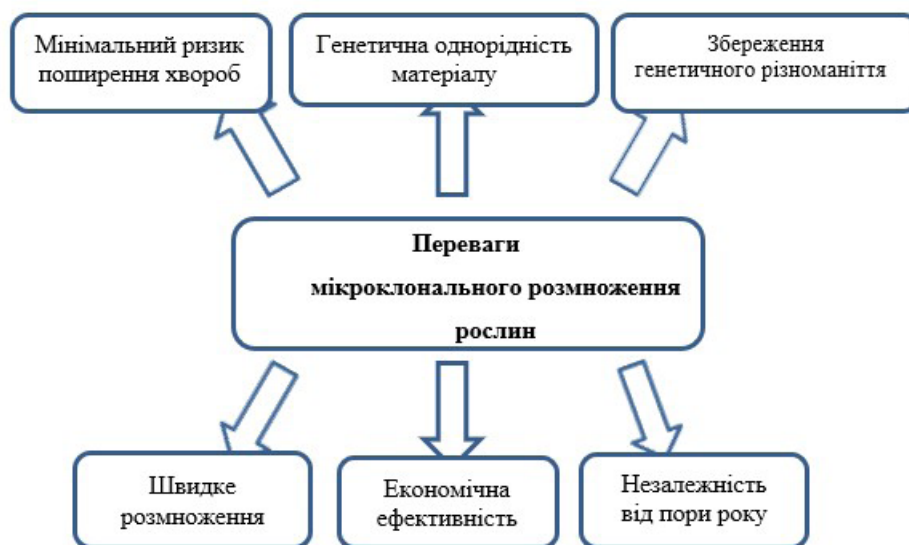 Мінімальний ризик
поширення хвороб
Генетична однорідність
матеріалу
Збереження
генетичного різноманіття
Переваги
мікроклонального розмноження
рослин
Швидке
розмноження
Економічна
ефективність
Незалежність
від пори року